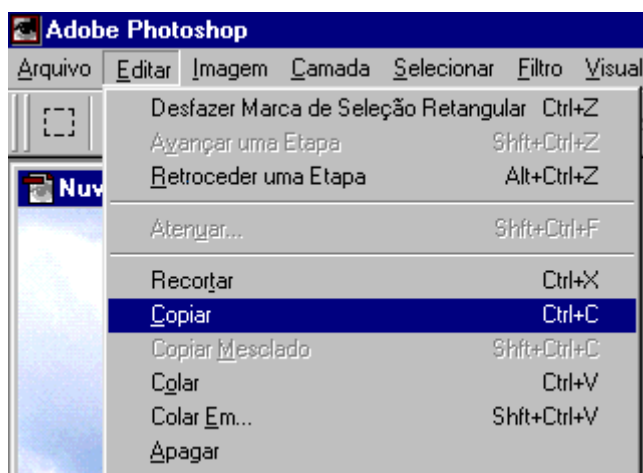 Adobe Photoshop
Arquivo Editar Imagem Camada Selecionar Filtro Visual
Desfazer Marca de Seleção Retangular Ctrl+Z
Avançar uma Etapa Shft+Ctrl+Z
Retroceder uma Etapa Alt+Ctrl+Z
Nuv
Atenuar... Shft+Ctrl+F
Recortar Ctrl+X
Copiar Ctrl+C
Copiar Mesclado Shft+Ctrl+C
Colar Ctrl+V
Colar Em... Shft+Ctrl+V
Apagar